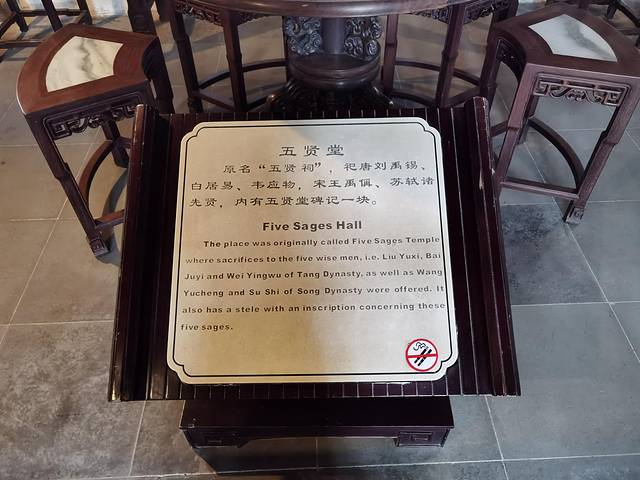 五贤堂
原名“五贤祠”，祀唐刘禹锡、
白居易、韦应物，宋王禹偁、苏轼诸
先贤，内有五贤堂碑记一块。
Five Sages Hall
The place was originally called Five Sages Temple
where sacrifices to the five wise men, i.e. Liu Yuxi, Bai
Juyi and Wei Yingwu of Tang Dynasty, as well as Wang
Yucheng and Su Shi of Song Dynasty were offered. It
also has a stele with an inscription concerning these
five sages.